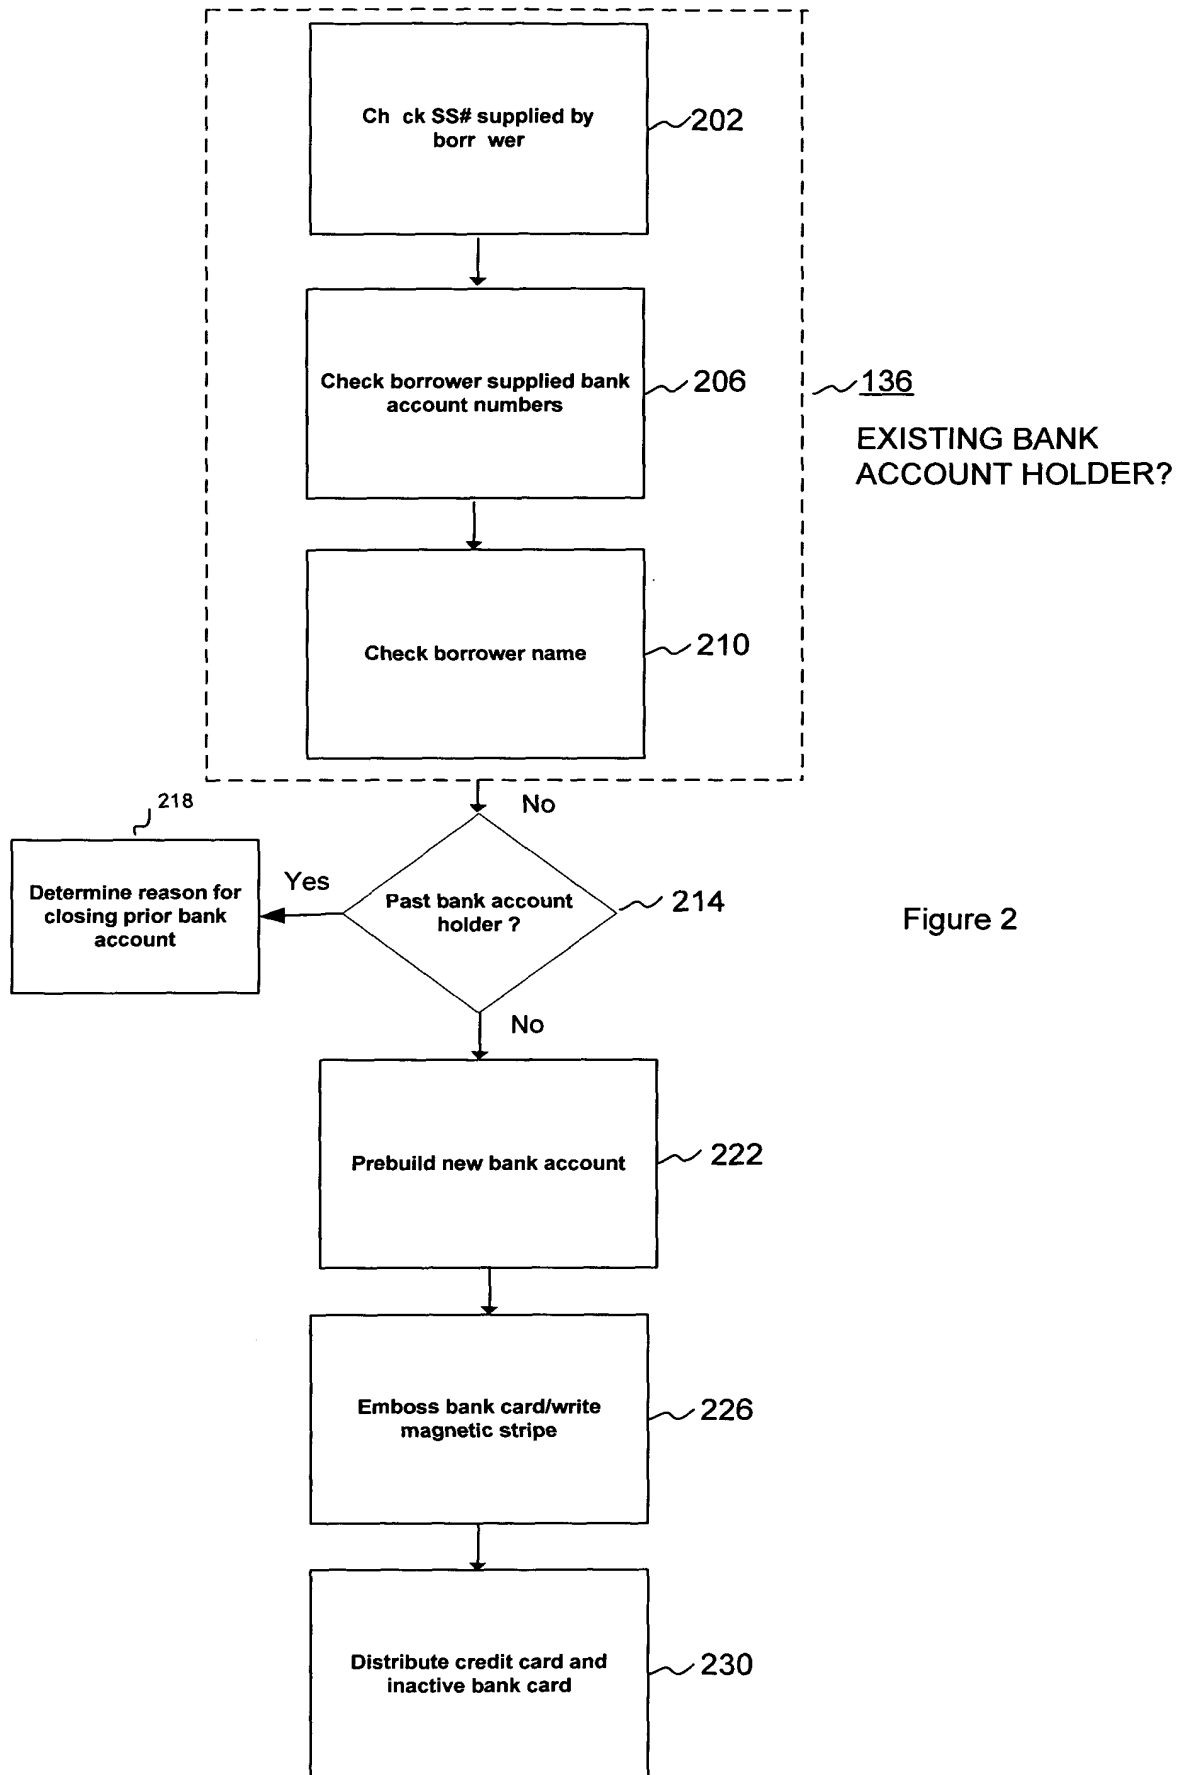 Ch ck SS# supplied by
borr wer
202
Check borrower supplied bank
account numbers
206
136
EXISTING BANK
ACCOUNT HOLDER?
Check borrower name
210
No
218
Determine reason for
closing prior bank
account
Yes
Past bank account
holder ?
214
Figure 2
No
Prebuild new bank account
222
Emboss bank card/write
magnetic stripe
226
Distribute credit card and
inactive bank card
230